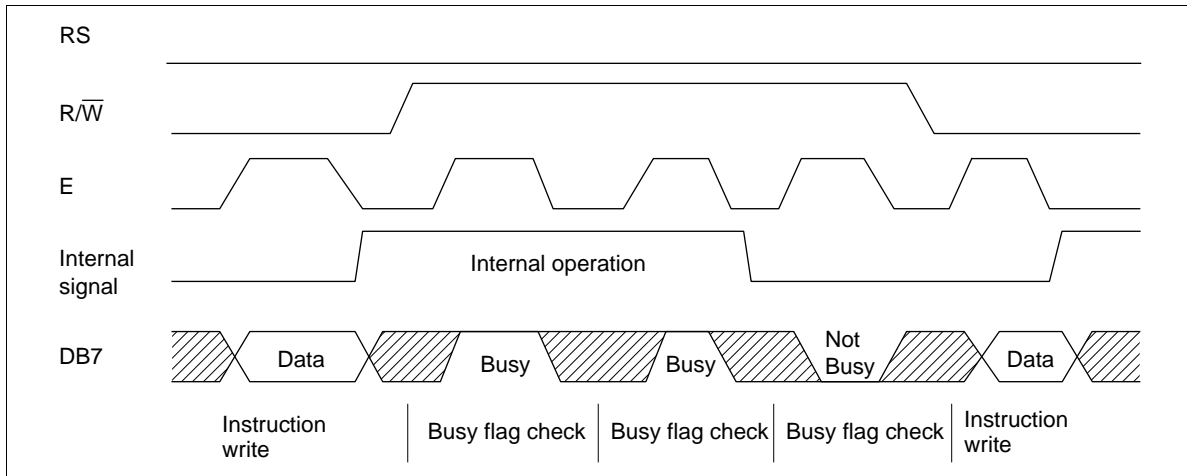 RS
R/W̅
E
Internal
signal
Internal operation
DB7
Data
Busy
Busy
Not
Busy
Data
Instruction
write
Busy flag check
Busy flag check
Busy flag check
Instruction
write